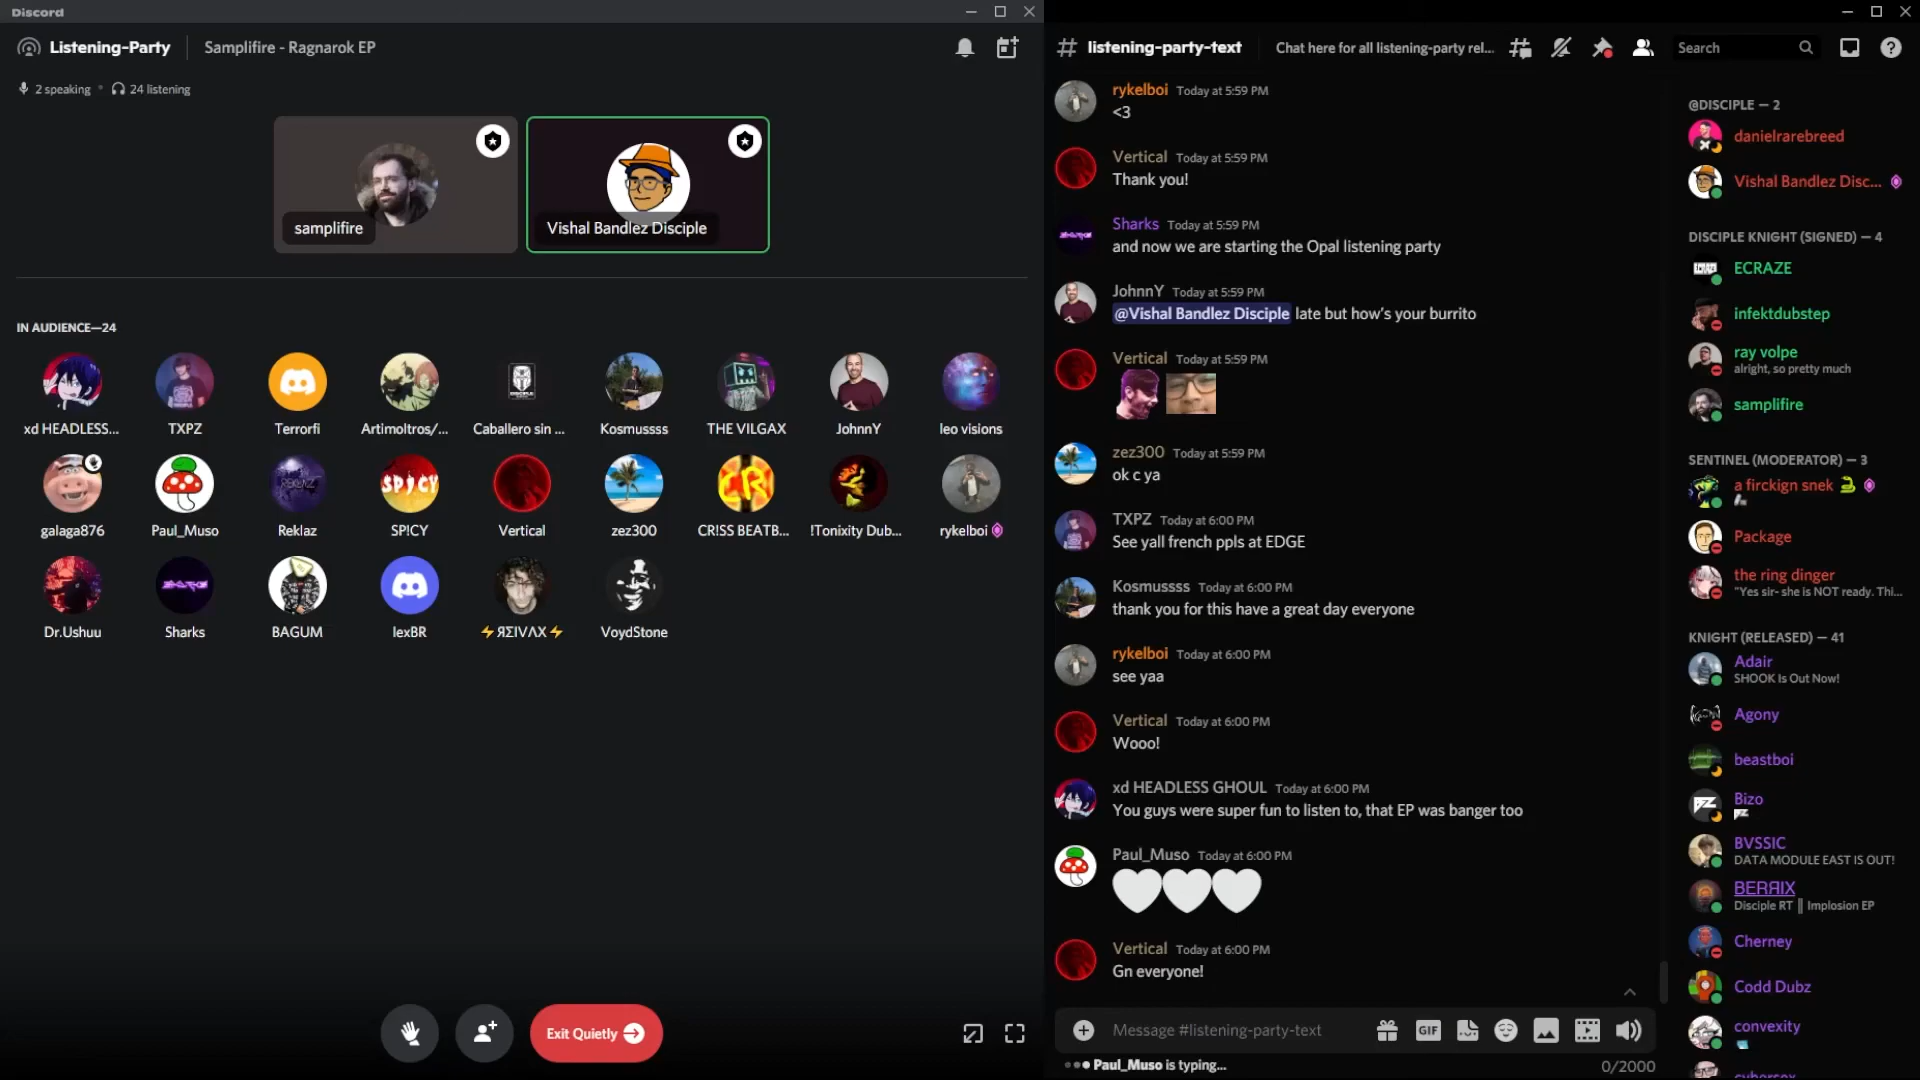 Discord
Listening-Party
Samplifire - Ragnarok EP
2 speaking
24 listening
samplifire
Vishal Bandlez Disciple
IN AUDIENCE—24
xd HEADLESS...
TXPZ
Terrorfi
Artimoltros/...
Caballero sin ...
Kosmussss
THE VILGAX
JohnnY
leo visions
galaga876
Paul_Muso
Reklaz
SPICY
Vertical
zez300
CR!SS BEATB...
!Tonixity Dub...
rykelboi
Dr.Ushuu
Sharks
BAGUM
lexBR
⚡ЯΣIVΛX⚡
VoydStone
Exit Quietly
listening-party-text
Chat here for all listening-party rel...
Search
rykelboi Today at 5:59 PM
<3
Vertical Today at 5:59 PM
Thank you!
Sharks Today at 5:59 PM
and now we are starting the Opal listening party
JohnnY Today at 5:59 PM
@Vishal Bandlez Disciple late but how's your burrito
Vertical Today at 5:59 PM
zez300 Today at 5:59 PM
ok c ya
TXPZ Today at 6:00 PM
See yall french ppls at EDGE
Kosmussss Today at 6:00 PM
thank you for this have a great day everyone
rykelboi Today at 6:00 PM
see yaa
Vertical Today at 6:00 PM
Wooo!
xd HEADLESS GHOUL Today at 6:00 PM
You guys were super fun to listen to, that EP was banger too
Paul_Muso Today at 6:00 PM
Vertical Today at 6:00 PM
Gn everyone!
Message #listening-party-text
GIF
Paul_Muso is typing...
0/2000
@DISCIPLE — 2
danielrarebreed
Vishal Bandlez Disc...
DISCIPLE KNIGHT (SIGNED) — 4
ECRAZE
infektdubstep
ray volpe
alright, so pretty much
samplifire
SENTINEL (MODERATOR) — 3
a firckign snek
Package
the ring dinger
"Yes sir- she is NOT ready. Thi...
KNIGHT (RELEASED) — 41
Adair
SHOOK Is Out Now!
Agony
beastboi
Bizo
BVSSIC
DATA MODULE EAST IS OUT!
BERЯIX
Disciple RT ║ Implosion EP
Cherney
Codd Dubz
convexity